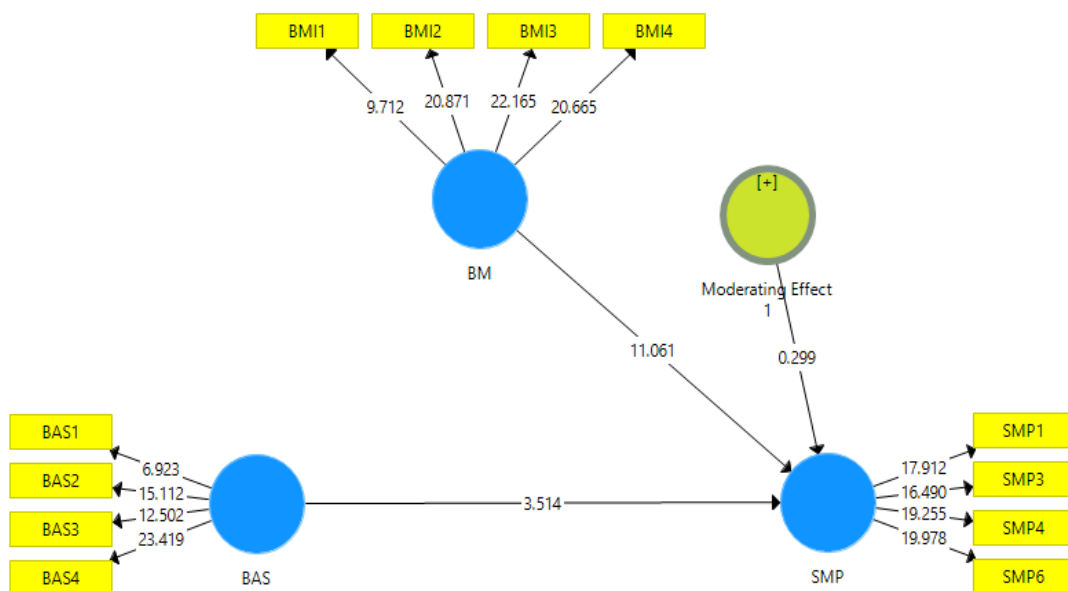 BMI1 BMI2 BMI3 BMI4
9.712 20.871 22.165 20.665
[+]
BM
Moderating Effect
1
11.061 0.299
BAS1
BAS2
BAS3
BAS4
6.923
15.112
12.502
23.419
3.514
17.912
16.490
19.255
19.978
SMP1
SMP3
SMP4
SMP6
BAS
SMP